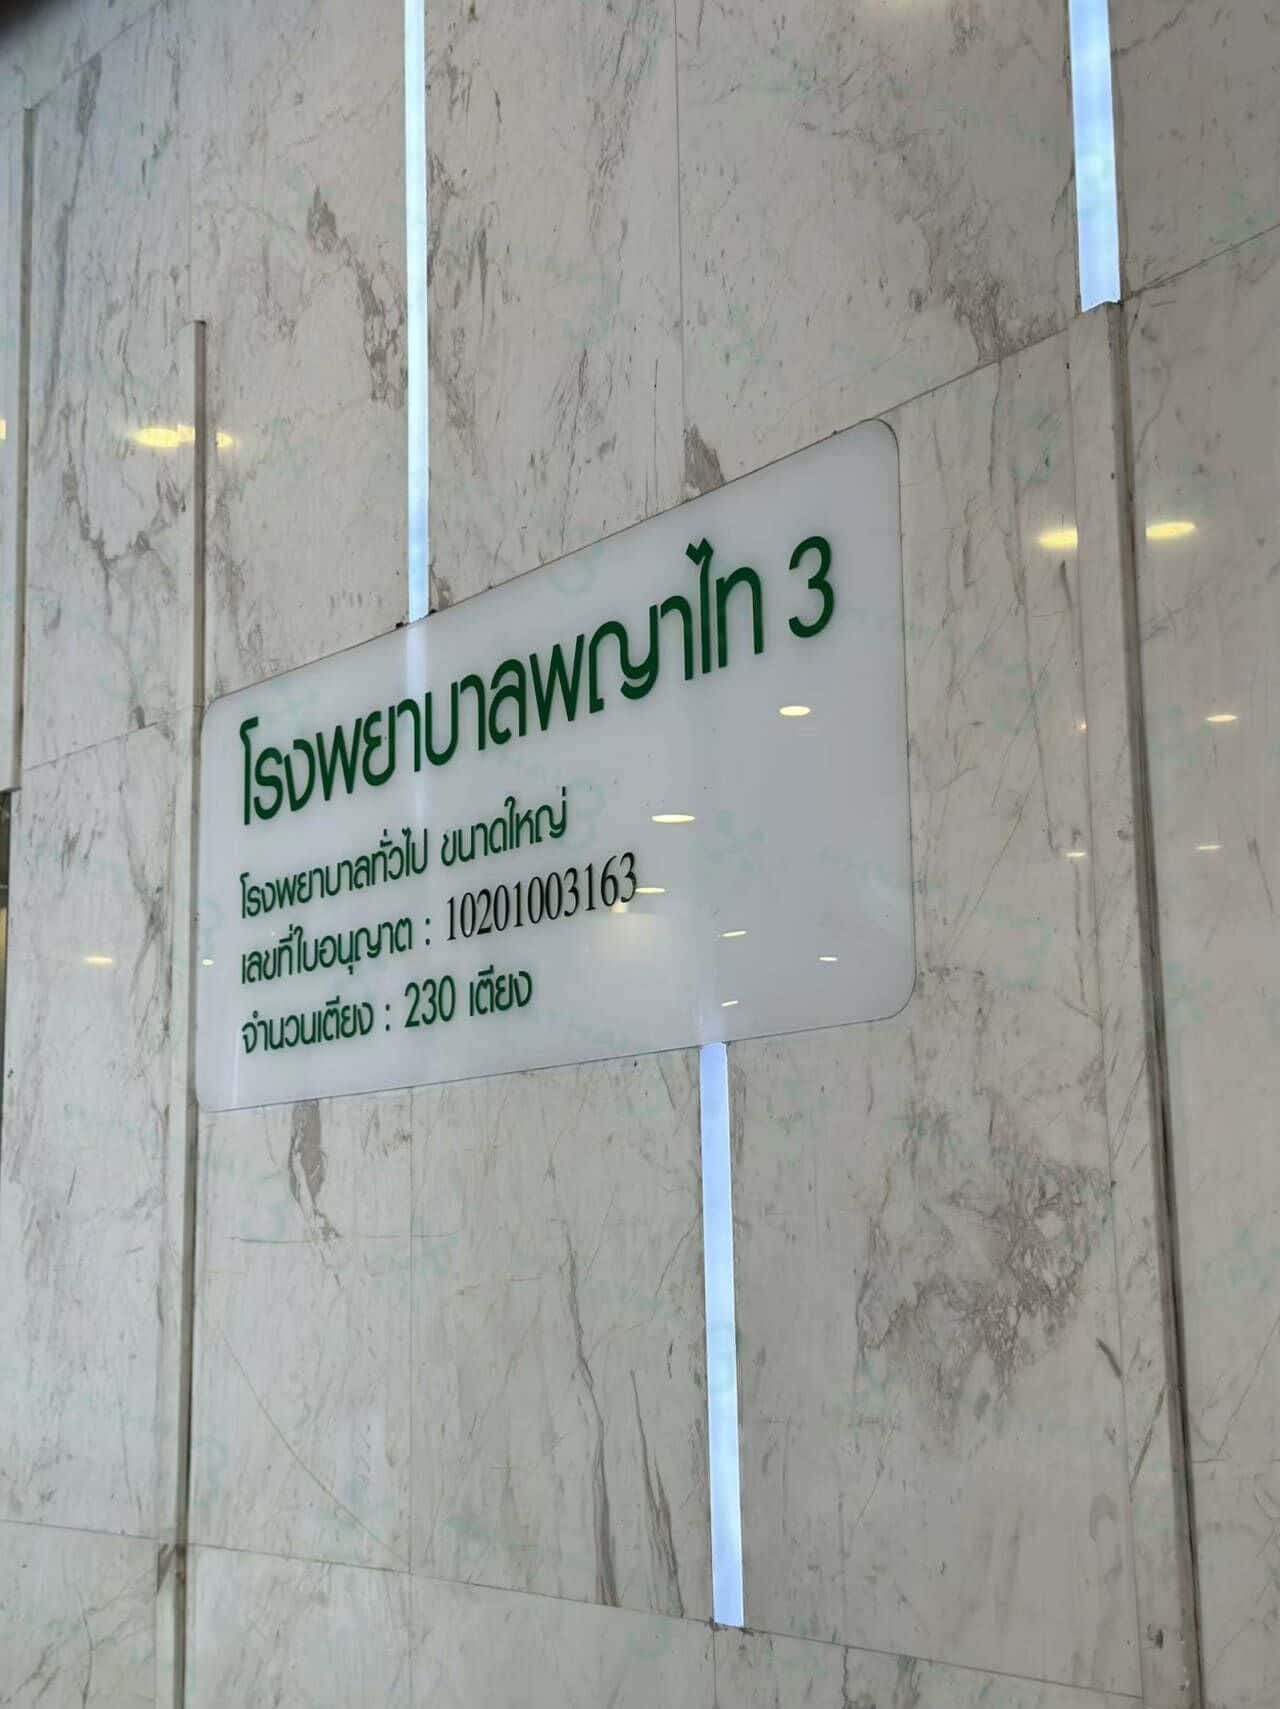 โรงพยาบาลพญาไท 3
โรงพยาบาลทั่วไป ขนาดใหญ่
เลขที่ใบอนุญาต : 10201003163
จำนวนเตียง : 230 เตียง